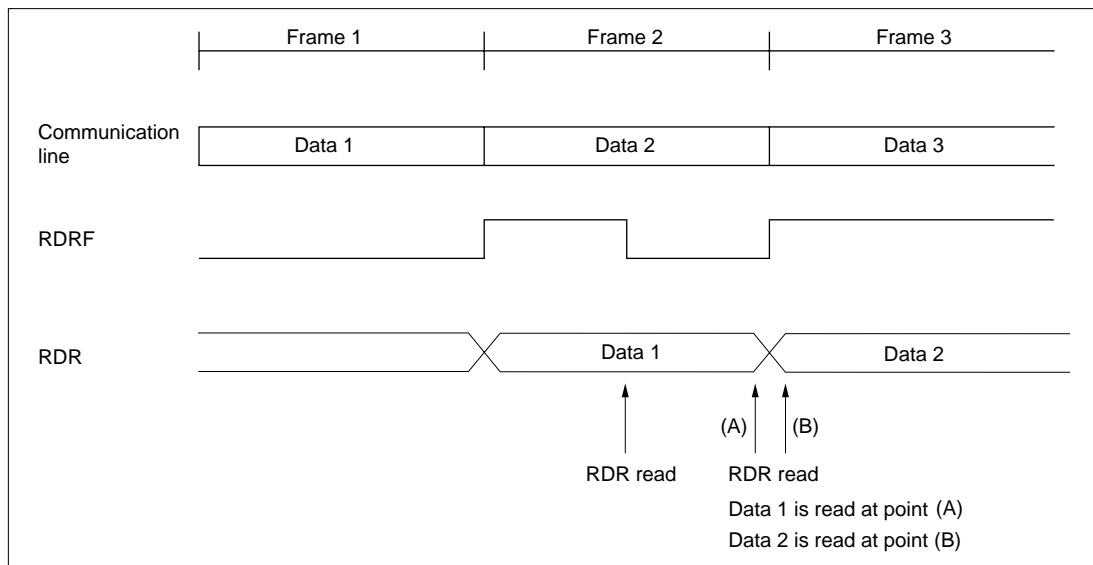 Frame 1 Frame 2 Frame 3
Communication
line
Data 1 Data 2 Data 3
RDRF
RDR
Data 1 Data 2
(A) (B)
RDR read RDR read
Data 1 is read at point (A)
Data 2 is read at point (B)